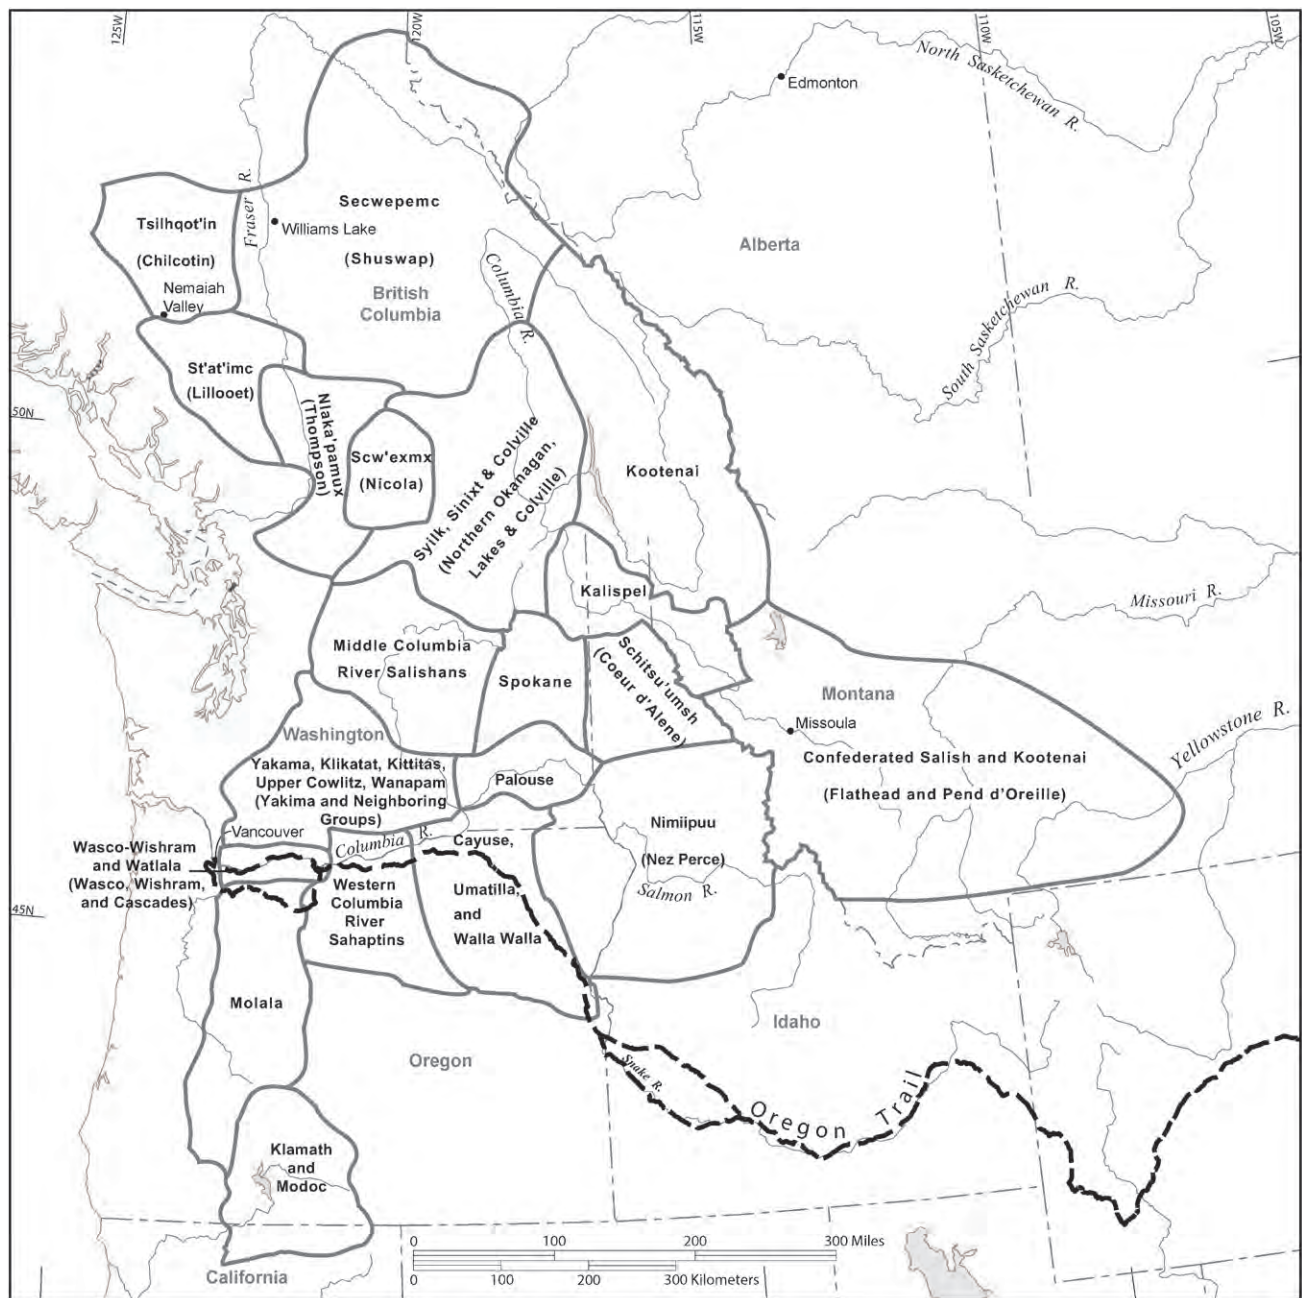 125W
120W
115W
110W
105W
North Sasketchewan R.
Edmonton
Fraser R.
Secwepemc
Tsilhqot'in
Williams Lake
Alberta
(Chilcotin)
(Shuswap)
Columbia R.
Nemaiah
Valley
British
Columbia
South Sasketchewan R.
St'at'imc
(Lillooet)
50N
Nlaka'pamux
(Thompson)
Scw'exmx
(Nicola)
Syilk, Sinixt & Colville
(Northern Okanagan,
Lakes & Colville)
Kootenai
Kalispel
Missouri R.
Middle Columbia
River Salishans
Spokane
Schitsu'umsh
(Coeur d'Alene)
Montana
Missoula
Washington
Yellowstone R.
Confederated Salish and Kootenai
(Flathead and Pend d'Oreille)
Yakama, Klikatat, Kittitas,
Upper Cowlitz, Wanapam
(Yakima and Neighboring
Groups)
Palouse
Vancouver
Columbia R.
Wasco-Wishram
and Watlala
(Wasco, Wishram,
and Cascades)
Cayuse,
Umatilla,
and
Walla Walla
Nimiipuu
(Nez Perce)
Salmon R.
Western
Columbia
River
Sahaptins
45N
Molala
Idaho
Oregon
Snake R.
Oregon Trail
Klamath
and
Modoc
0 100 200 300 Miles
0 100 200 300 Kilometers
California